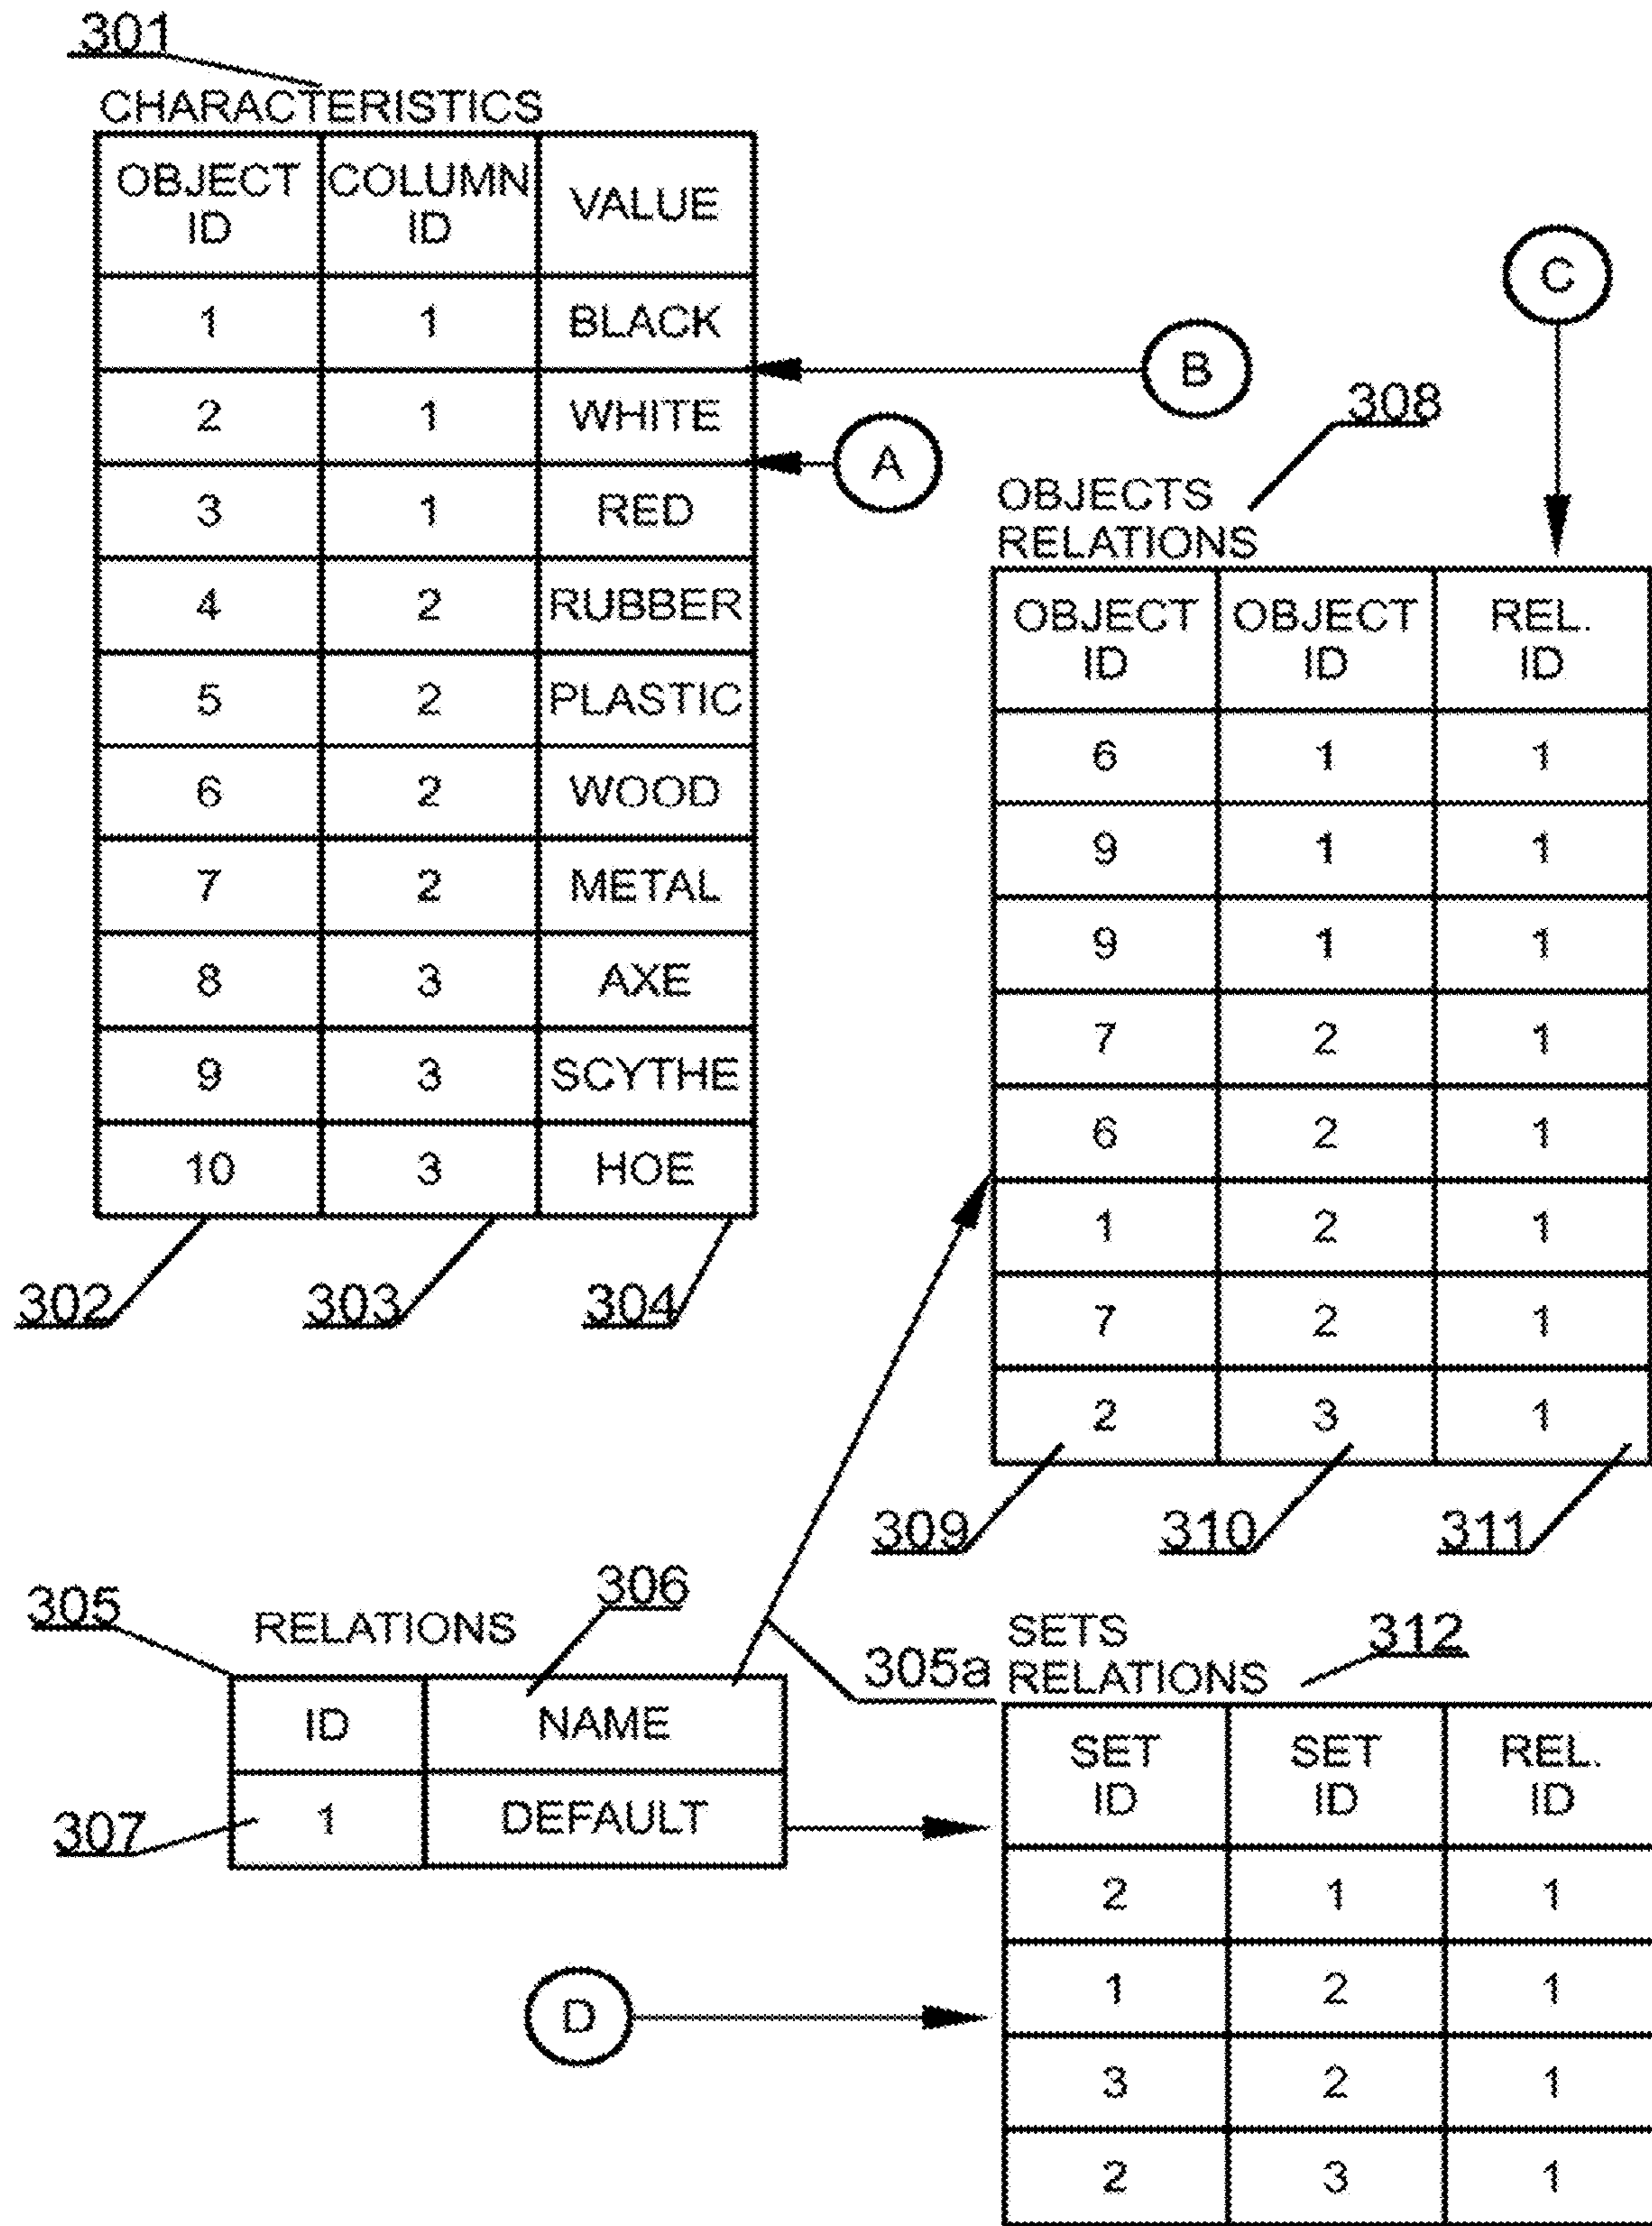 301
CHARACTERISTICS
OBJECT ID COLUMN ID VALUE
1 1 BLACK
2 1 WHITE
3 1 RED
4 2 RUBBER
5 2 PLASTIC
6 2 WOOD
7 2 METAL
8 3 AXE
9 3 SCYTHE
10 3 HOE
302 303 304
C
B
A
308
OBJECTS
RELATIONS
OBJECT ID OBJECT ID REL. ID
6 1 1
9 1 1
9 1 1
7 2 1
6 2 1
1 2 1
7 2 1
2 3 1
309 310 311
305
RELATIONS
306
ID NAME
1 DEFAULT
307
305a
D
SETS
RELATIONS
312
SET ID SET ID REL. ID
2 1 1
1 2 1
3 2 1
2 3 1